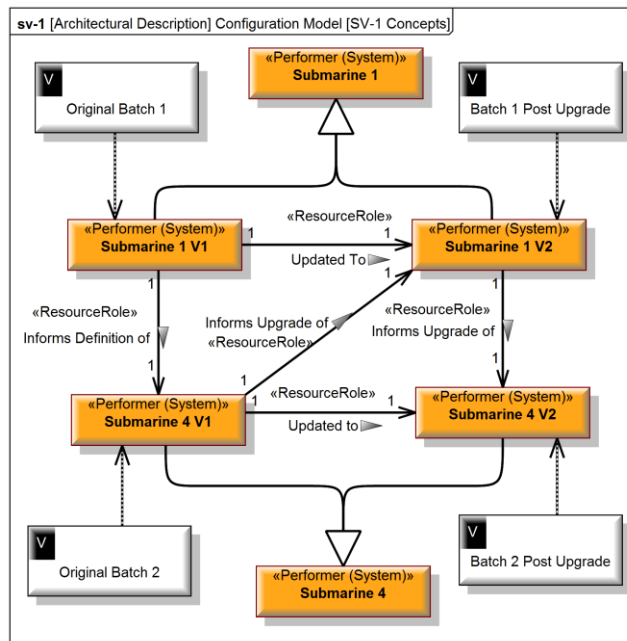 sv-1 [Architectural Description] Configuration Model [SV-1 Concepts]
«Performer (System)»
Submarine 1
V
Original Batch 1
V
Batch 1 Post Upgrade
«Performer (System)»
Submarine 1 V1
«ResourceRole»
1
1
Updated To
«Performer (System)»
Submarine 1 V2
1
1
1
«ResourceRole»
Informs Definition of
Informs Upgrade of
«ResourceRole»
«ResourceRole»
Informs Upgrade of
1
1
1
«Performer (System)»
Submarine 4 V1
«ResourceRole»
1
1
Updated to
«Performer (System)»
Submarine 4 V2
V
Original Batch 2
V
Batch 2 Post Upgrade
«Performer (System)»
Submarine 4